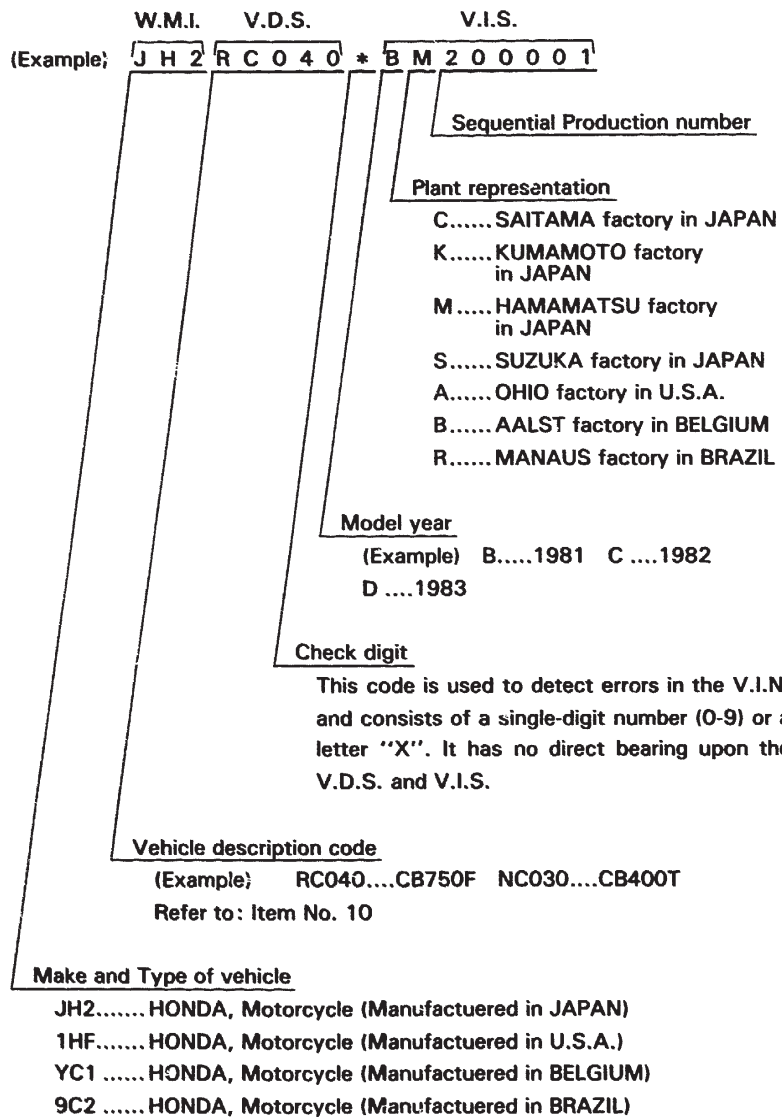 W.M.I. V.D.S. V.I.S.
(Example) J H 2 R C 0 4 0 * B M 2 0 0 0 0 1
Sequential Production number
Plant representation
C......SAITAMA factory in JAPAN
K......KUMAMOTO factory
in JAPAN
M.....HAMAMATSU factory
in JAPAN
S......SUZUKA factory in JAPAN
A......OHIO factory in U.S.A.
B......AALST factory in BELGIUM
R......MANAUS factory in BRAZIL
Model year
(Example) B.....1981 C ....1982
D ....1983
Check digit
This code is used to detect errors in the V.I.N
and consists of a single-digit number (0-9) or a
letter "X". It has no direct bearing upon the
V.D.S. and V.I.S.
Vehicle description code
(Example) RC040....CB750F NC030....CB400T
Refer to: Item No. 10
Make and Type of vehicle
JH2.......HONDA, Motorcycle (Manufactuered in JAPAN)
1HF.......HONDA, Motorcycle (Manufactuered in U.S.A.)
YC1 ......HONDA, Motorcycle (Manufactuered in BELGIUM)
9C2 ......HONDA, Motorcycle (Manufactuered in BRAZIL)